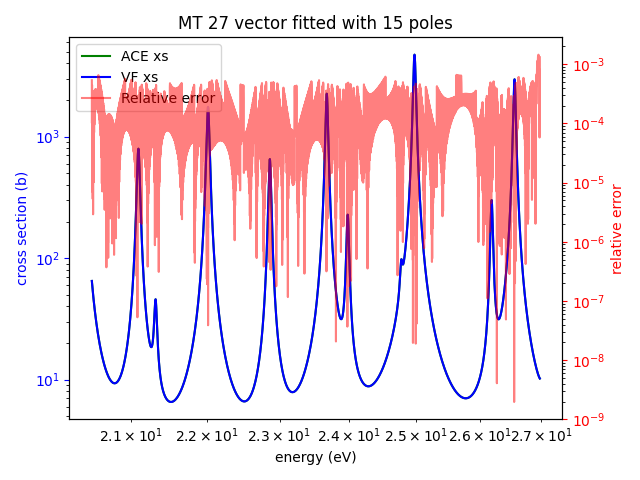 MT 27 vector fitted with 15 poles
ACE xs
VF xs
Relative error
cross section (b)
10³
10²
10¹
relative error
10⁻³
10⁻⁴
10⁻⁵
10⁻⁶
10⁻⁷
10⁻⁸
10⁻⁹
2.1 × 10¹ 2.2 × 10¹ 2.3 × 10¹ 2.4 × 10¹ 2.5 × 10¹ 2.6 × 10¹ 2.7 × 10¹
energy (eV)